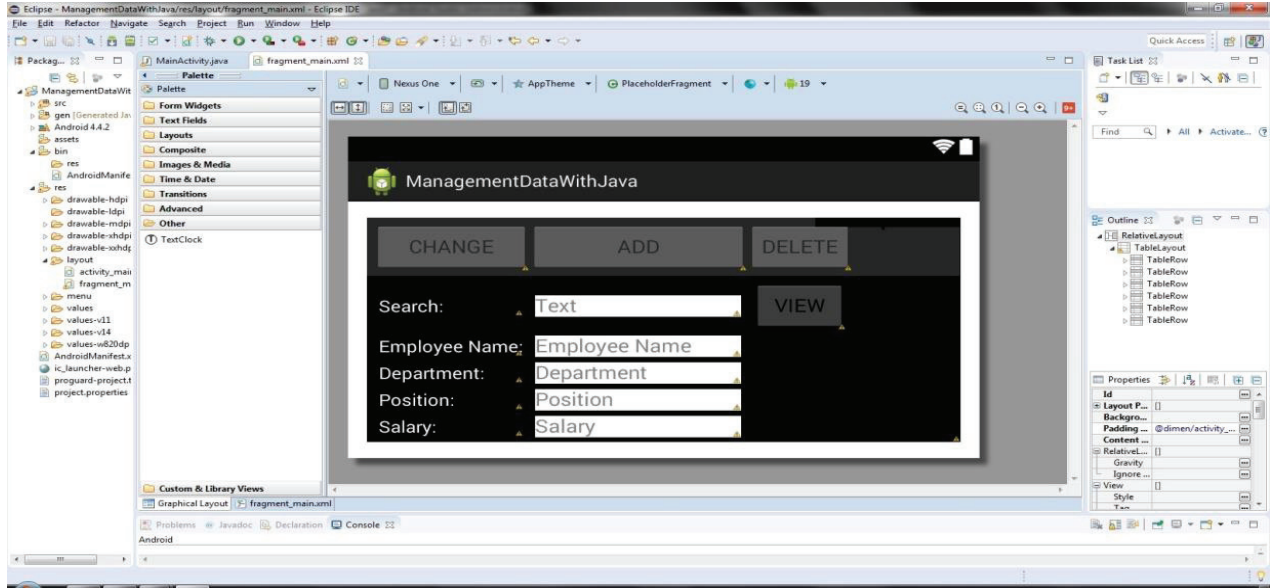 Eclipse - ManagementDataWithJava/res/layout/fragment_main.xml - Eclipse IDE
File Edit Refactor Navigate Search Project Run Window Help
Quick Access
Packag...
MainActivity.java
fragment_main.xml
Task List
Palette
Palette
Form Widgets
Text Fields
Layouts
Composite
Images & Media
Time & Date
Transitions
Advanced
Other
TextClock
Custom & Library Views
ManagementDataWit
src
gen [Generated Jav
Android 4.4.2
assets
bin
res
AndroidManife
res
drawable-hdpi
drawable-ldpi
drawable-mdpi
drawable-xhdpi
drawable-xxhdp
layout
activity_mai
fragment_m
menu
values
values-v11
values-v14
values-w820dp
AndroidManifest.x
ic_launcher-web.p
proguard-project.t
project.properties
Nexus One
AppTheme
PlaceholderFragment
19
9+
ManagementDataWithJava
CHANGE ADD DELETE
Search: Text VIEW
Employee Name: Employee Name
Department: Department
Position: Position
Salary: Salary
Graphical Layout
fragment_main.xml
Find
All
Activate...
Outline
RelativeLayout
TableLayout
TableRow
TableRow
TableRow
TableRow
TableRow
TableRow
Properties
Id
Layout P... []
Backgro...
Padding ... @dimen/activity_...
Content ...
RelativeL... []
Gravity
Ignore ...
View []
Style
Tag
Problems Javadoc Declaration Console
Android